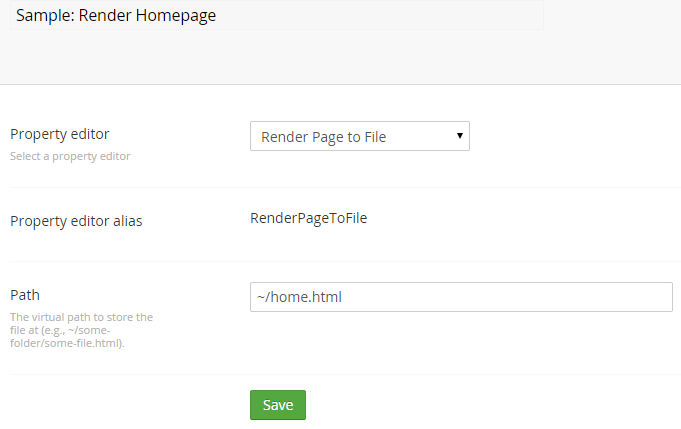 Sample: Render Homepage
Property editor
Render Page to File
Select a property editor
Property editor alias
RenderPageToFile
Path
~/home.html
The virtual path to store the
file at (e.g., ~/some-
folder/some-file.html).
Save